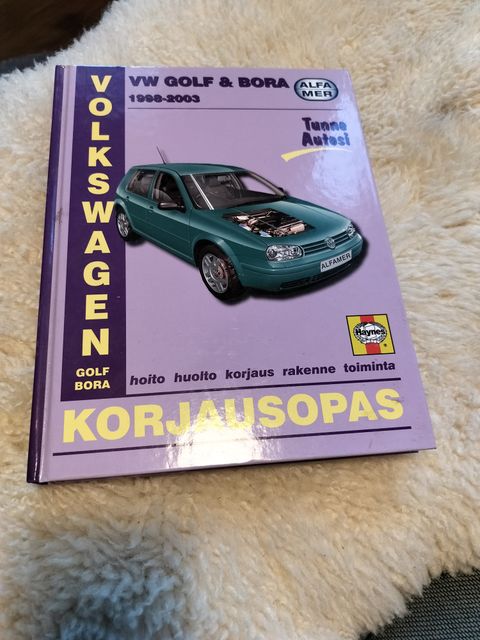 VOLKSWAGEN
GOLF
BORA
VW GOLF & BORA
1998-2003
ALFA
MER
Tunne
Autosi
ALFAMER
Haynes
hoito huolto korjaus rakenne toiminta
KORJAUSOPAS